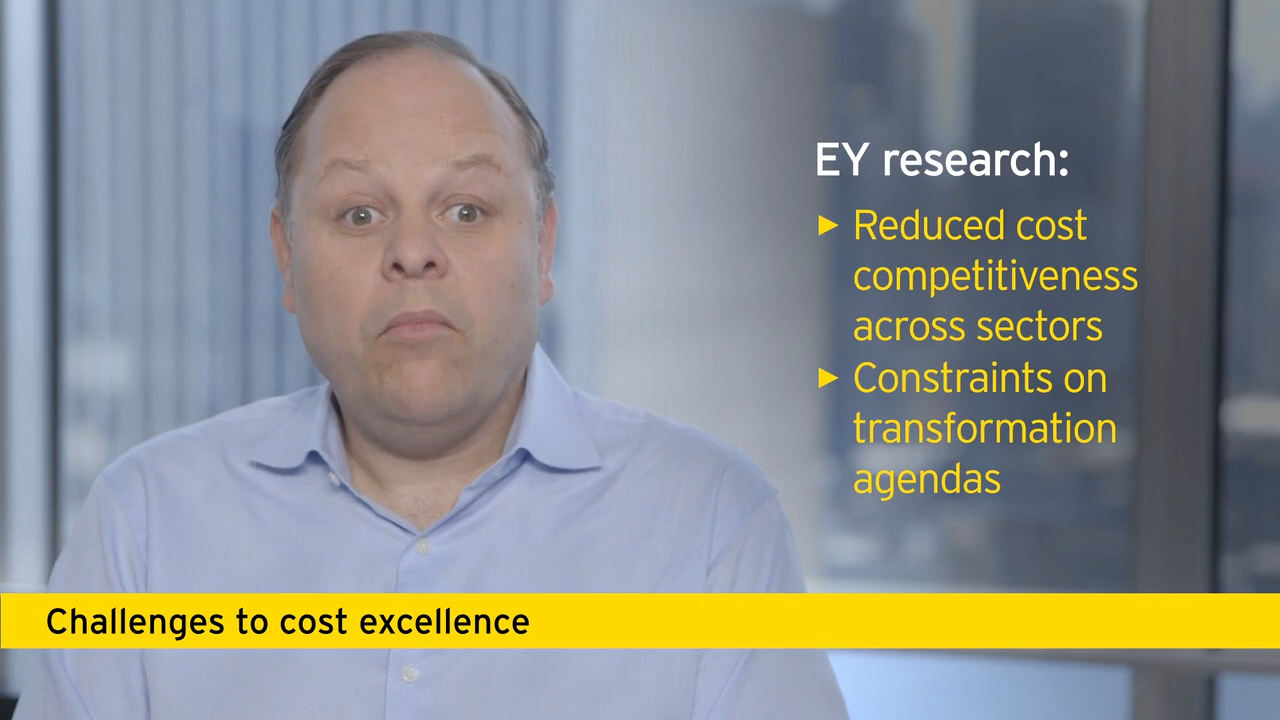 EY research:
► Reduced cost
competitiveness
across sectors
► Constraints on
transformation
agendas
Challenges to cost excellence